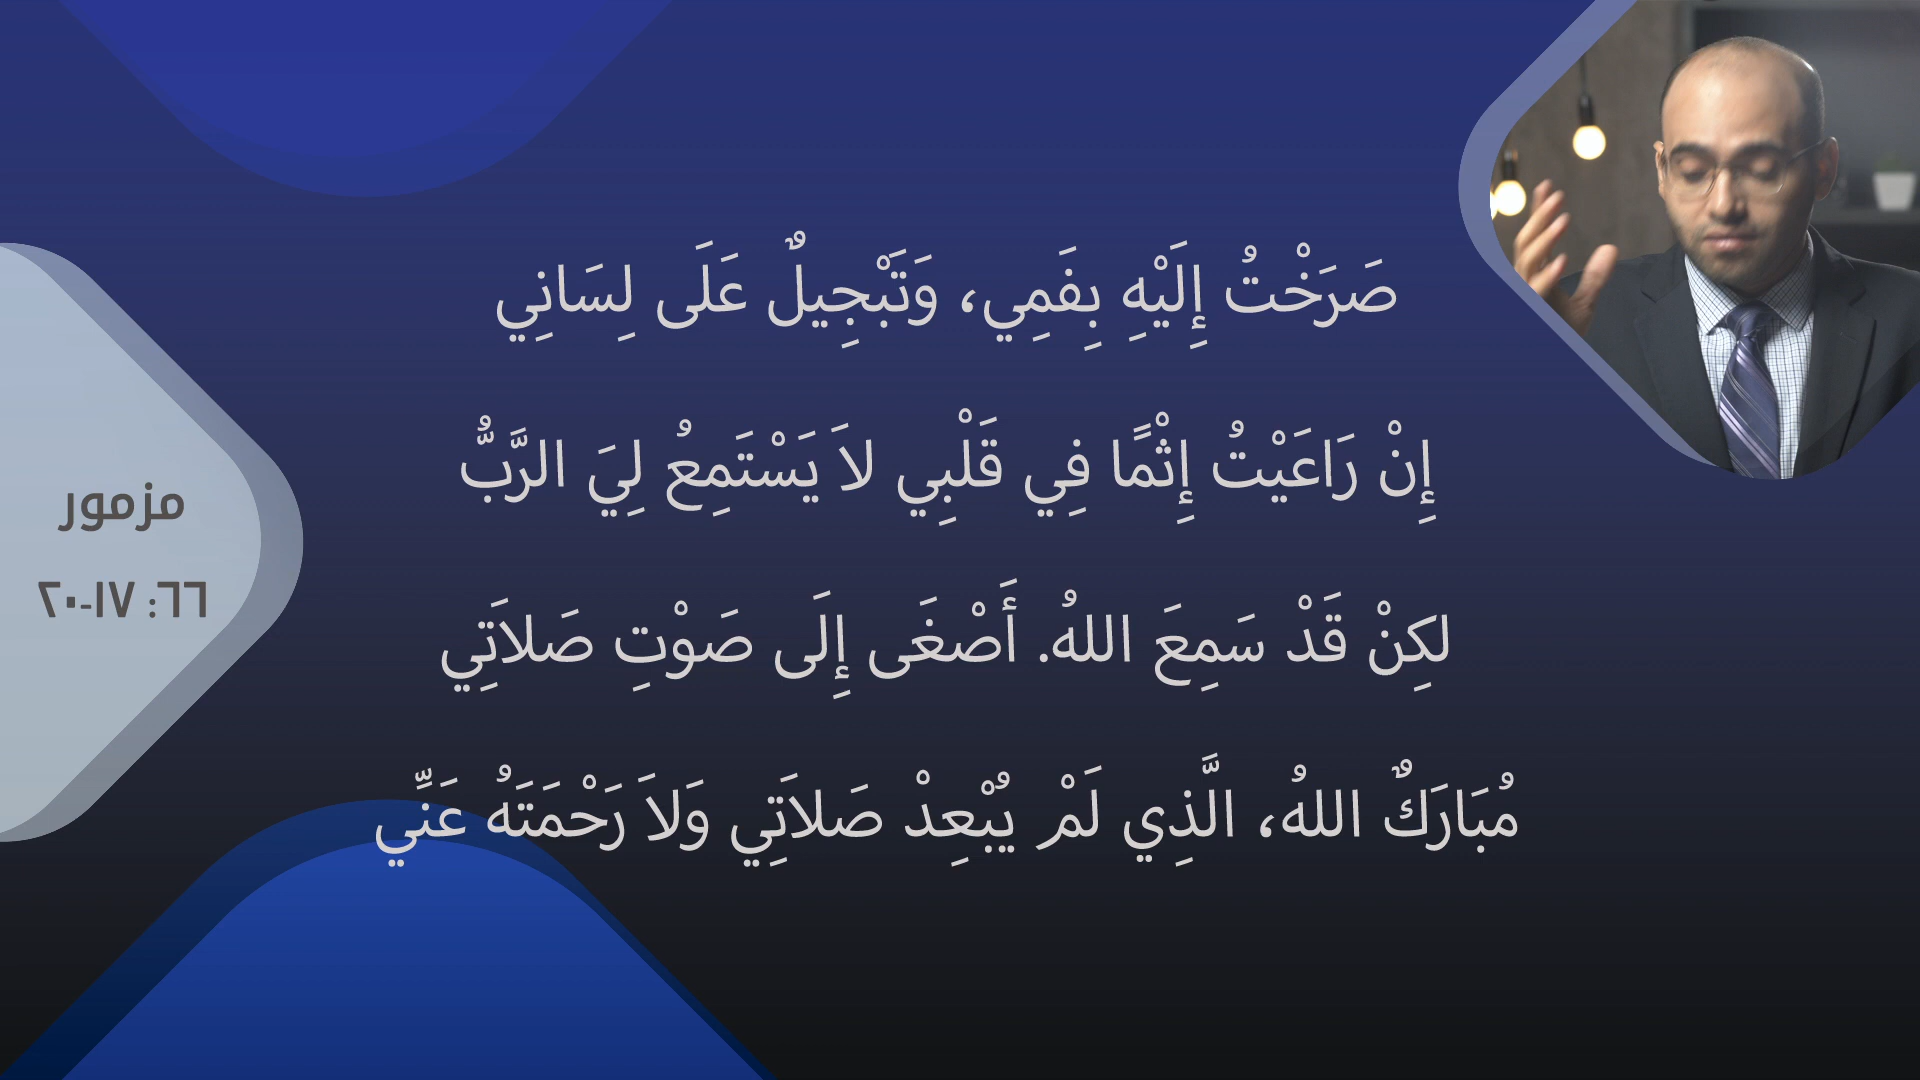 صَرَخْتُ إِلَيْهِ بِفَمِي، وَتَبْجِيلٌ عَلَى لِسَانِي
إِنْ رَاعَيْتُ إِثْمًا فِي قَلْبِي لاَ يَسْتَمِعُ لِيَ الرَّبُّ
لكِنْ قَدْ سَمِعَ اللهُ. أَصْغَى إِلَى صَوْتِ صَلاَتِي
مُبَارَكٌ اللهُ، الَّذِي لَمْ يُبْعِدْ صَلاَتِي وَلاَ رَحْمَتَهُ عَنِّي
مزمور
٦٦: ١٧-٢٠